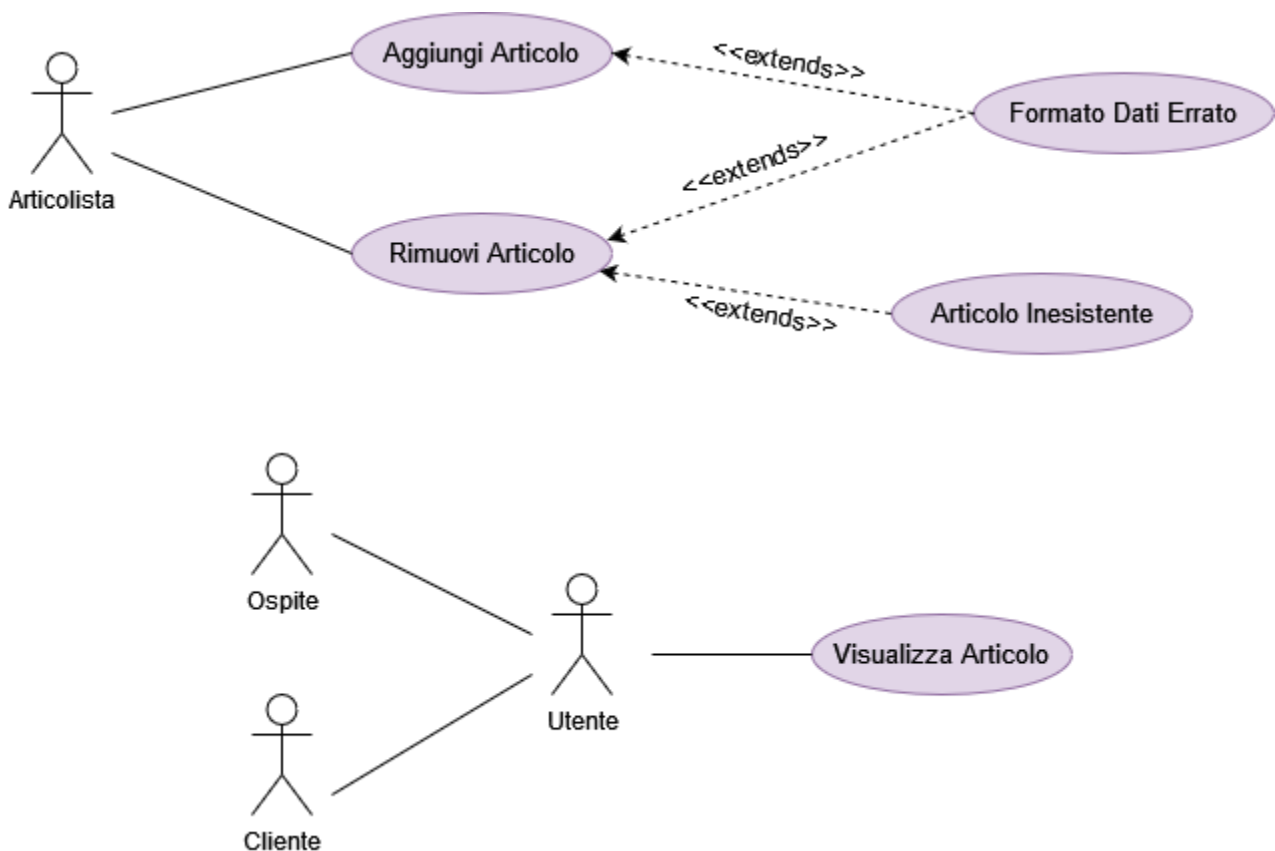 Aggiungi Articolo
<<extends>>
Formato Dati Errato
Articolista
<<extends>>
Rimuovi Articolo
<<extends>>
Articolo Inesistente
Ospite
Utente
Visualizza Articolo
Cliente